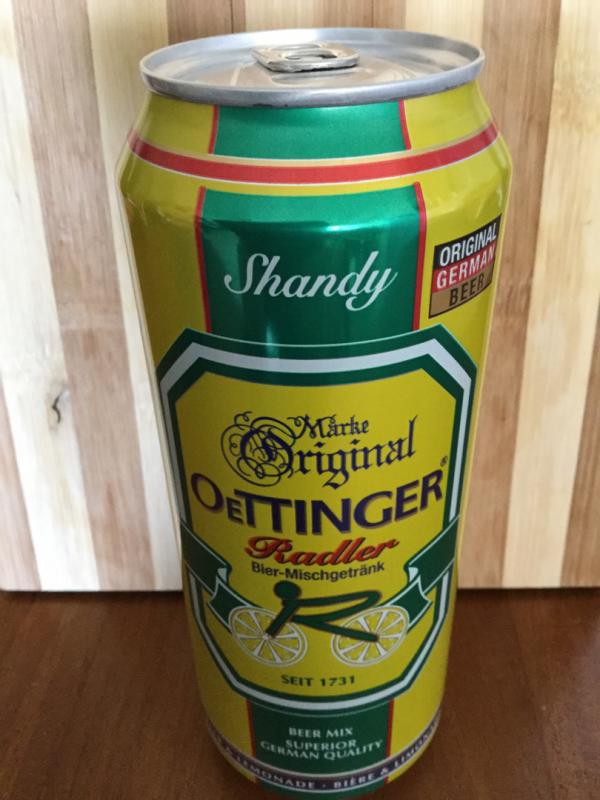 Shandy
ORIGINAL
GERMAN
BEER
Marke
Original
OeTTINGER®
Radler
Bier-Mischgetränk
SEIT 1731
BEER MIX
SUPERIOR
GERMAN QUALITY
& LEMONADE · BIÈRE & LIMON